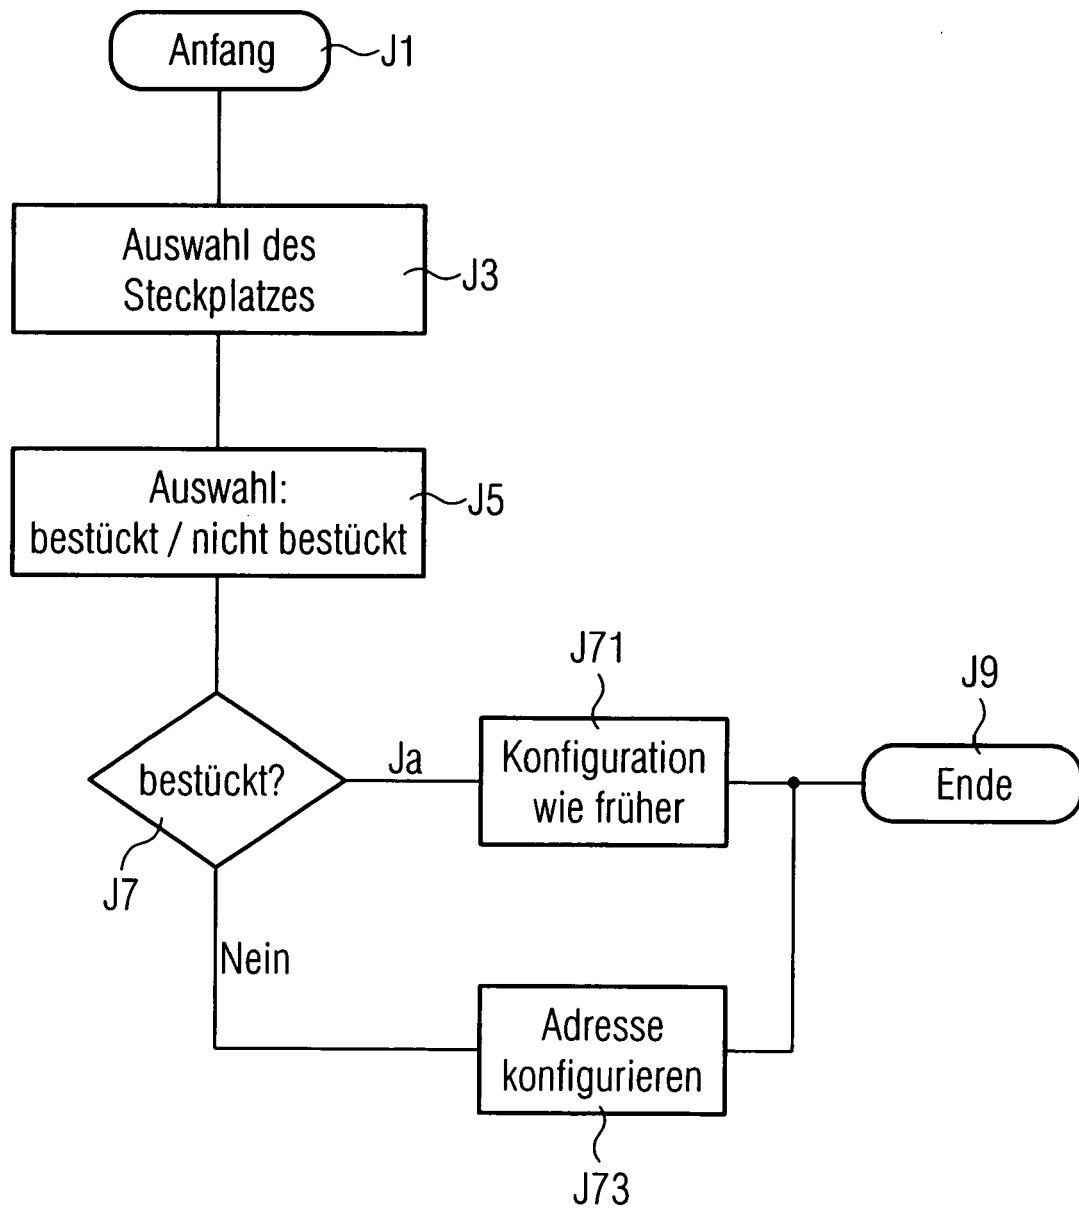 Anfang
J1
Auswahl des
Steckplatzes
J3
Auswahl:
bestückt / nicht bestückt
J5
bestückt?
J7
Ja
J71
Konfiguration
wie früher
J9
Ende
Nein
Adresse
konfigurieren
J73